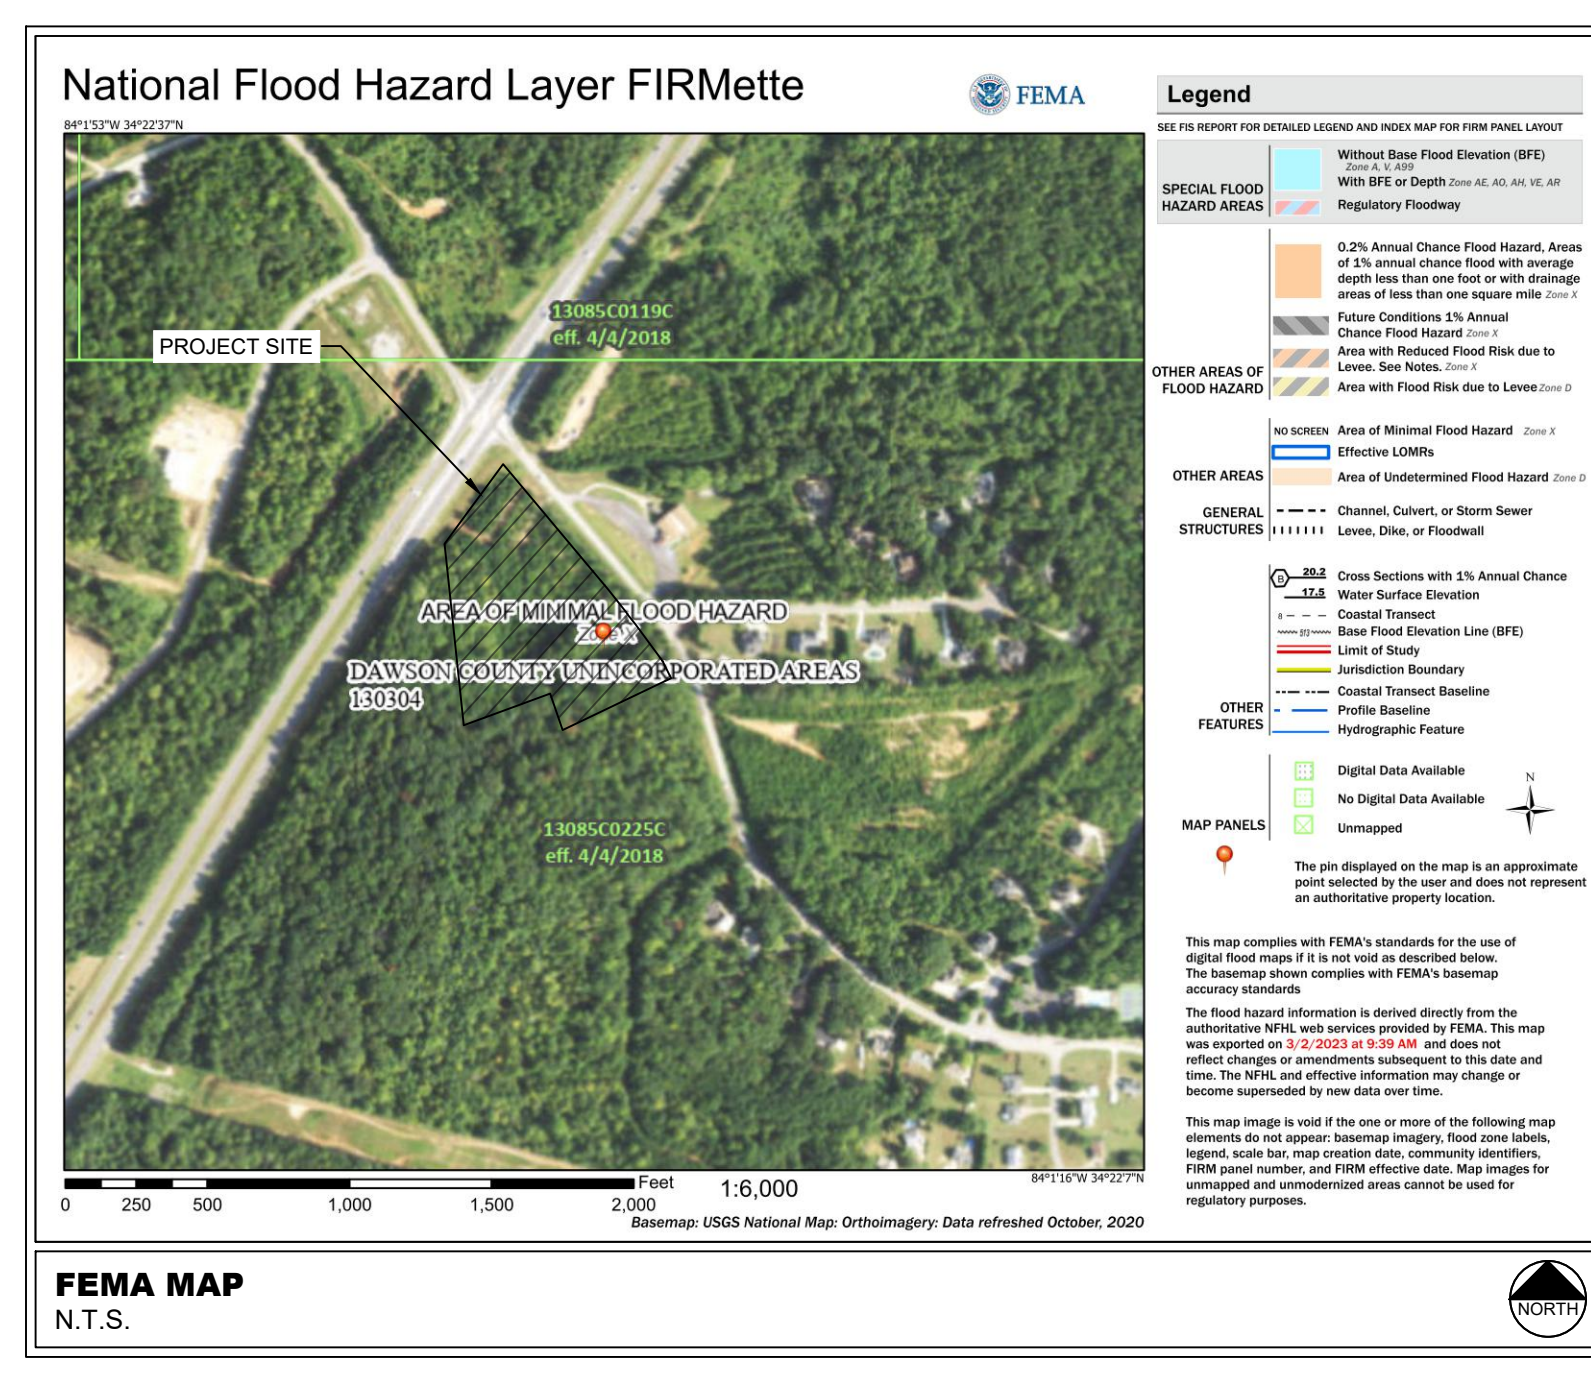 National Flood Hazard Layer FIRMette
FEMA
84°1'53"W 34°22'37"N
13085C0119C
eff. 4/4/2018
PROJECT SITE
AREA OF MINIMAL FLOOD HAZARD
Zone X
DAWSON COUNTY UNINCORPORATED AREAS
130304
13085C0225C
eff. 4/4/2018
Feet
0 250 500 1,000 1,500 2,000
1:6,000
84°1'16"W 34°22'7"N
Basemap: USGS National Map: Orthoimagery: Data refreshed October, 2020
Legend
SEE FIS REPORT FOR DETAILED LEGEND AND INDEX MAP FOR FIRM PANEL LAYOUT
SPECIAL FLOOD
HAZARD AREAS
Without Base Flood Elevation (BFE)
Zone A, V, A99
With BFE or Depth Zone AE, AO, AH, VE, AR
Regulatory Floodway
OTHER AREAS OF
FLOOD HAZARD
0.2% Annual Chance Flood Hazard, Areas
of 1% annual chance flood with average
depth less than one foot or with drainage
areas of less than one square mile Zone X
Future Conditions 1% Annual
Chance Flood Hazard Zone X
Area with Reduced Flood Risk due to
Levee. See Notes. Zone X
Area with Flood Risk due to Levee Zone D
OTHER AREAS
NO SCREEN Area of Minimal Flood Hazard Zone X
Effective LOMRs
Area of Undetermined Flood Hazard Zone D
GENERAL
STRUCTURES
Channel, Culvert, or Storm Sewer
Levee, Dike, or Floodwall
OTHER
FEATURES
B 20.2 Cross Sections with 1% Annual Chance
17.5 Water Surface Elevation
8 Coastal Transect
513 Base Flood Elevation Line (BFE)
Limit of Study
Jurisdiction Boundary
Coastal Transect Baseline
Profile Baseline
Hydrographic Feature
MAP PANELS
Digital Data Available
No Digital Data Available
Unmapped
N
The pin displayed on the map is an approximate
point selected by the user and does not represent
an authoritative property location.
This map complies with FEMA's standards for the use of
digital flood maps if it is not void as described below.
The basemap shown complies with FEMA's basemap
accuracy standards
The flood hazard information is derived directly from the
authoritative NFHL web services provided by FEMA. This map
was exported on 3/2/2023 at 9:39 AM and does not
reflect changes or amendments subsequent to this date and
time. The NFHL and effective information may change or
become superseded by new data over time.
This map image is void if the one or more of the following map
elements do not appear: basemap imagery, flood zone labels,
legend, scale bar, map creation date, community identifiers,
FIRM panel number, and FIRM effective date. Map images for
unmapped and unmodernized areas cannot be used for
regulatory purposes.
FEMA MAP
N.T.S.
NORTH